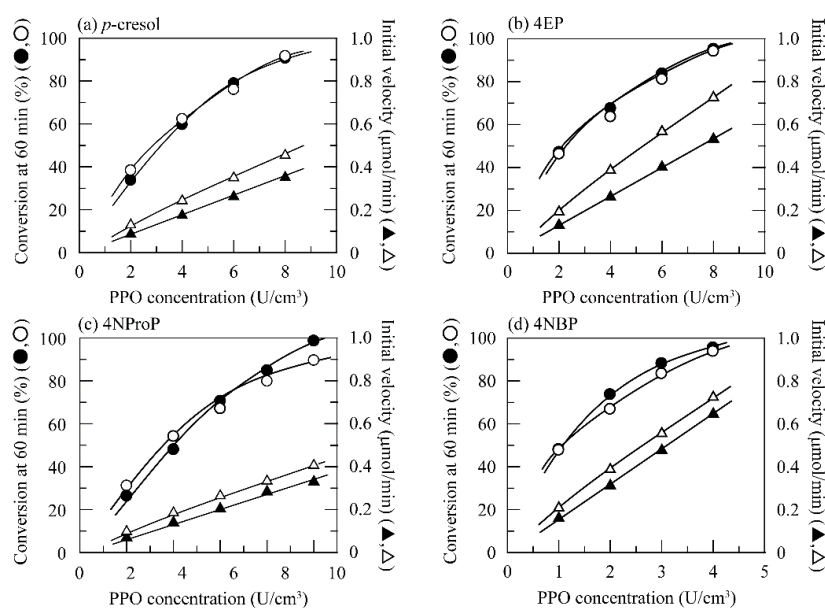 (a) p-cresol
Conversion at 60 min (%) (●,○)
100
80
60
40
20
0
0 2 4 6 8 10
PPO concentration (U/cm³)
1.0
0.8
0.6
0.4
0.2
0
Initial velocity (μmol/min) (▲,△)
(b) 4EP
Conversion at 60 min (%) (●,○)
100
80
60
40
20
0
0 2 4 6 8 10
PPO concentration (U/cm³)
1.0
0.8
0.6
0.4
0.2
0
Initial velocity (μmol/min) (▲,△)
(c) 4NProP
Conversion at 60 min (%) (●,○)
100
80
60
40
20
0
0 2 4 6 8 10
PPO concentration (U/cm³)
1.0
0.8
0.6
0.4
0.2
0
Initial velocity (μmol/min) (▲,△)
(d) 4NBP
Conversion at 60 min (%) (●,○)
100
80
60
40
20
0
0 1 2 3 4 5
PPO concentration (U/cm³)
1.0
0.8
0.6
0.4
0.2
0
Initial velocity (μmol/min) (▲,△)